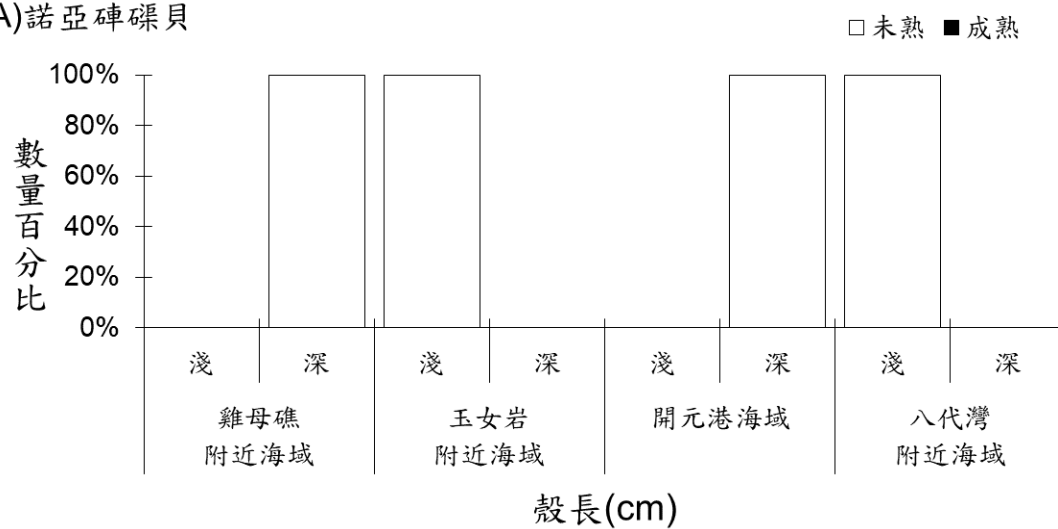 A)諾亞硨磲貝
□未熟 ■成熟
100%
80%
60%
40%
20%
0%
數量百分比
淺 深 淺 深 淺 深 淺 深
雞母礁 玉女岩 開元港海域 八代灣
附近海域 附近海域 附近海域
殼長(cm)